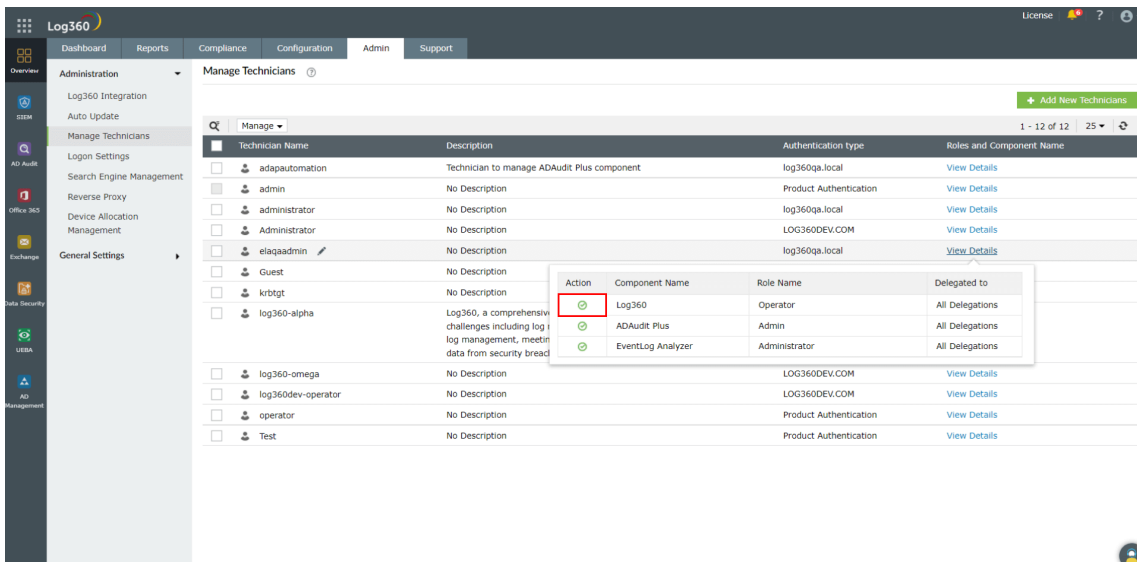 Log360
License
6
?
Dashboard Reports Compliance Configuration Admin Support
Overview
SIEM
AD Audit
Office 365
Exchange
Data Security
UEBA
AD
Management
Administration
Log360 Integration
Auto Update
Manage Technicians
Logon Settings
Search Engine Management
Reverse Proxy
Device Allocation
Management
General Settings
Manage Technicians ?
+ Add New Technicians
Manage 1 - 12 of 12 25
Technician Name Description Authentication type Roles and Component Name
adapautomation Technician to manage ADAudit Plus component log360qa.local View Details
admin No Description Product Authentication View Details
administrator No Description log360qa.local View Details
Administrator No Description LOG360DEV.COM View Details
elaqaadmin No Description log360qa.local View Details
Guest No Description
krbtgt No Description
log360-alpha Log360, a comprehensiv
challenges including log
log management, meetin
data from security breac
Action Component Name Role Name Delegated to
Log360 Operator All Delegations
ADAudit Plus Admin All Delegations
EventLog Analyzer Administrator All Delegations
log360-omega No Description LOG360DEV.COM View Details
log360dev-operator No Description LOG360DEV.COM View Details
operator No Description Product Authentication View Details
Test No Description Product Authentication View Details